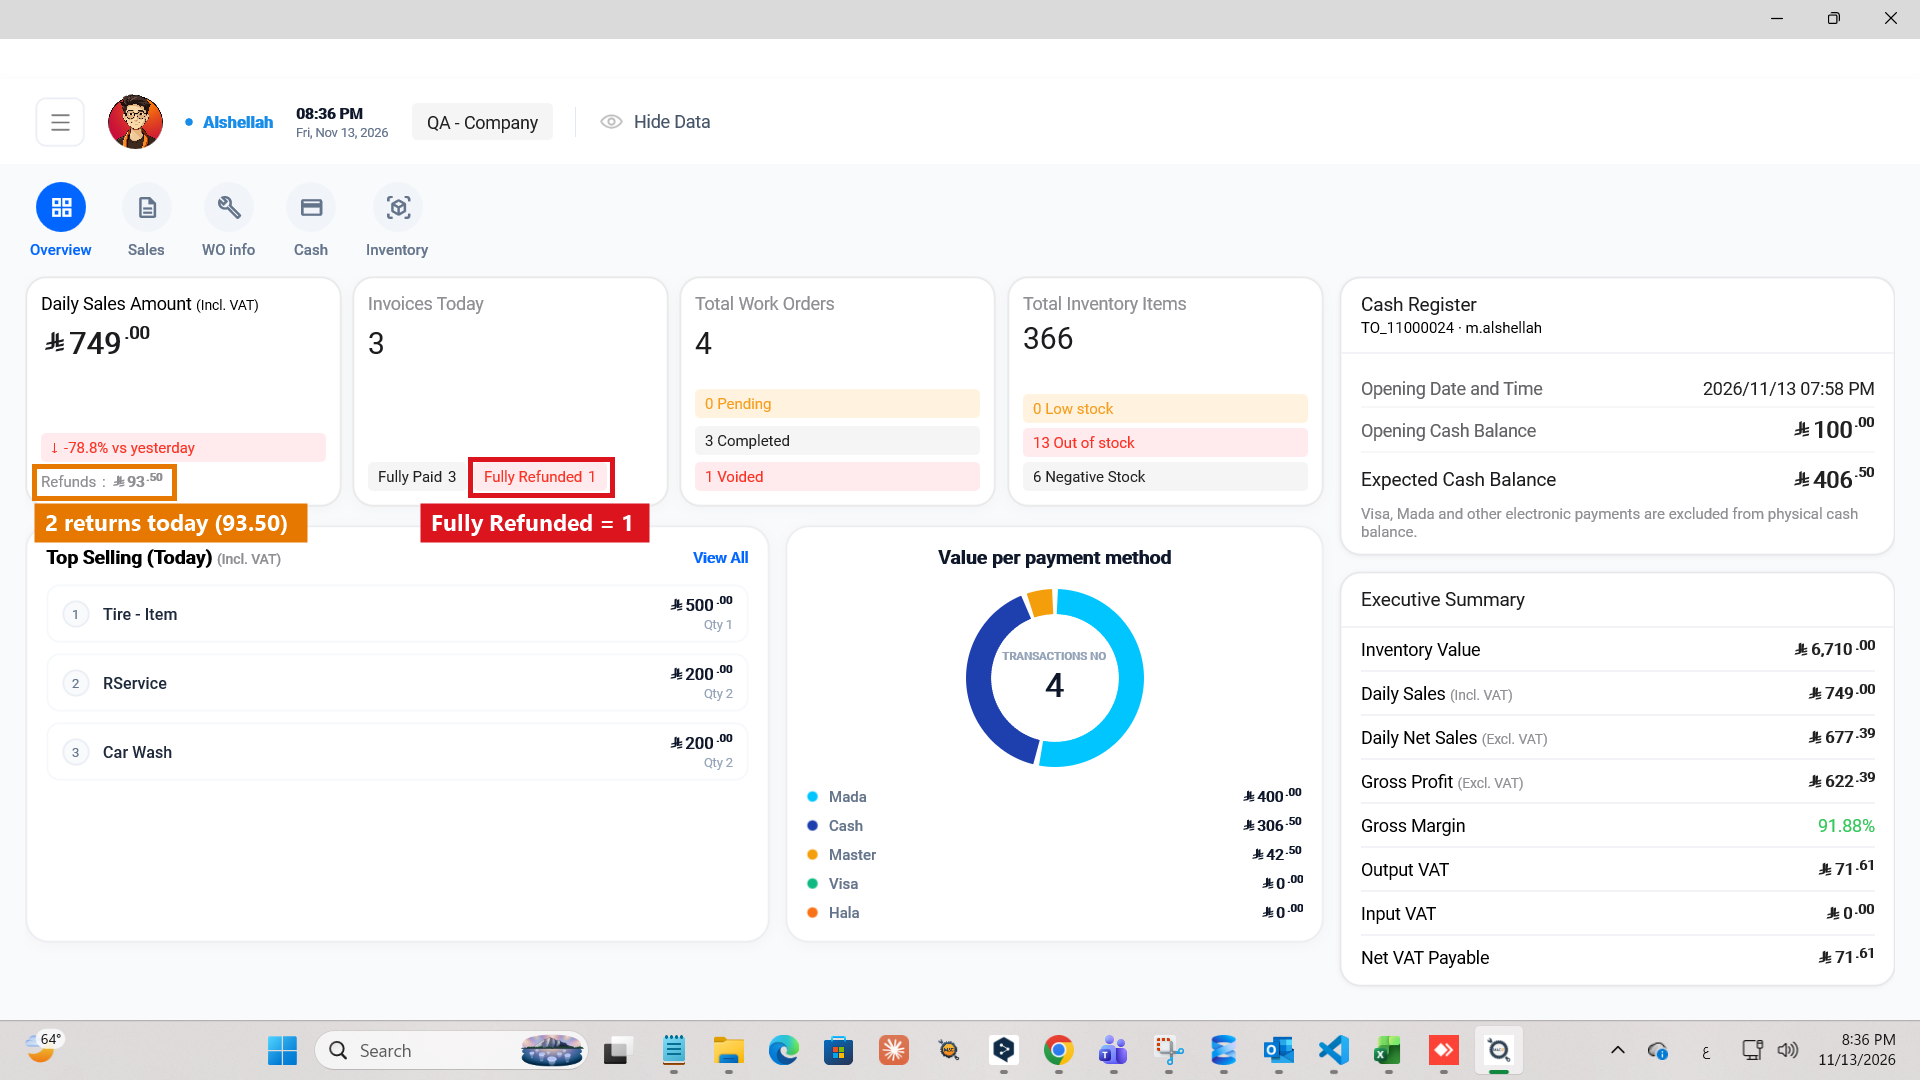 Alshellah
08:36 PM
Fri, Nov 13, 2026
QA - Company
Hide Data
Overview
Sales
WO info
Cash
Inventory
Daily Sales Amount (Incl. VAT)
749.00
↓ -78.8% vs yesterday
Refunds : 93.50
2 returns today (93.50)
Invoices Today
3
Fully Paid 3
Fully Refunded 1
Fully Refunded = 1
Total Work Orders
4
0 Pending
3 Completed
1 Voided
Total Inventory Items
366
0 Low stock
13 Out of stock
6 Negative Stock
Cash Register
TO_11000024 · m.alshellah
Opening Date and Time 2026/11/13 07:58 PM
Opening Cash Balance 100.00
Expected Cash Balance 406.50
Visa, Mada and other electronic payments are excluded from physical cash
balance.
Top Selling (Today) (Incl. VAT) View All
1 Tire - Item 500.00
Qty 1
2 RService 200.00
Qty 2
3 Car Wash 200.00
Qty 2
Value per payment method
TRANSACTIONS NO
4
Mada 400.00
Cash 306.50
Master 42.50
Visa 0.00
Hala 0.00
Executive Summary
Inventory Value 6,710.00
Daily Sales (Incl. VAT) 749.00
Daily Net Sales (Excl. VAT) 677.39
Gross Profit (Excl. VAT) 622.39
Gross Margin 91.88%
Output VAT 71.61
Input VAT 0.00
Net VAT Payable 71.61
64°
Search
ع
8:36 PM
11/13/2026